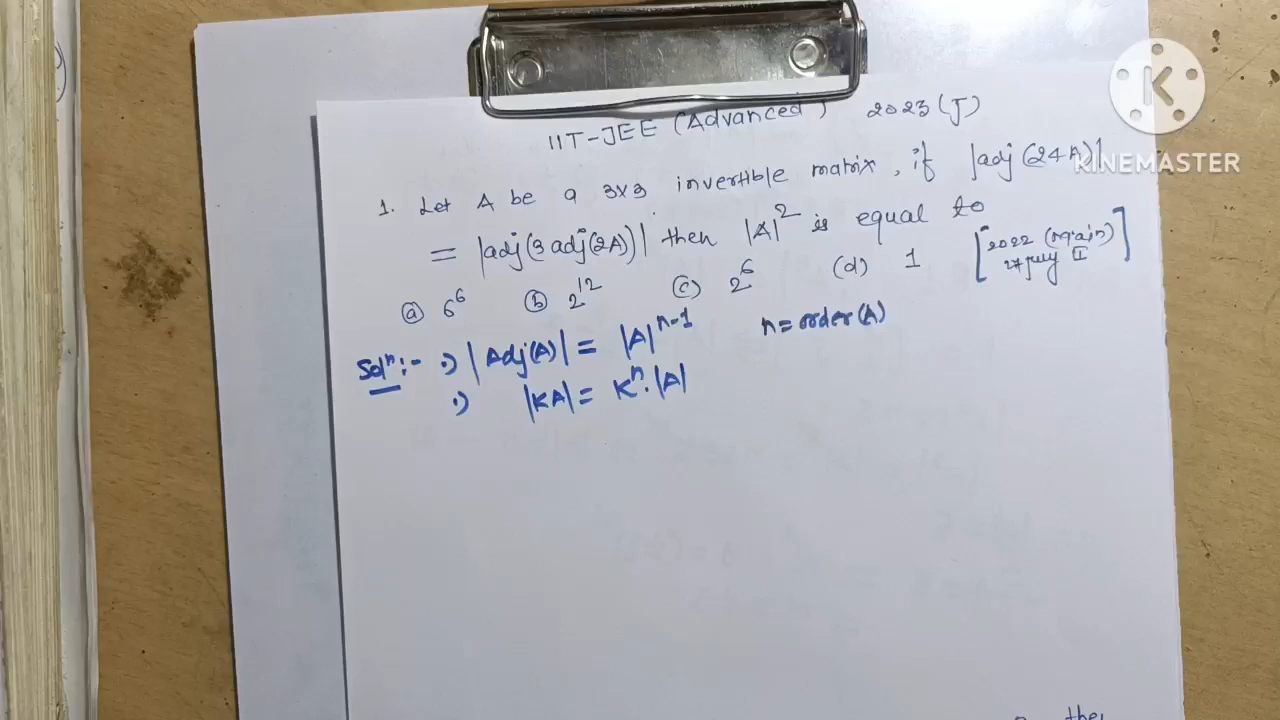 IIT-JEE (Advanced) 2023(J)
1. Let A be a 3x3 invertible matrix, if |adj(24A)|
= |adj(3 adj(2A))| then |A|² is equal to
ⓐ 6⁶ ⓑ 2¹² ⓒ 2⁶ (d) 1 [2022 (main) 27 july II]
Solⁿ:- •) |Adj(A)| = |A|ⁿ⁻¹ n = order(A)
•) |KA| = Kⁿ.|A|
the
K
KINEMASTER